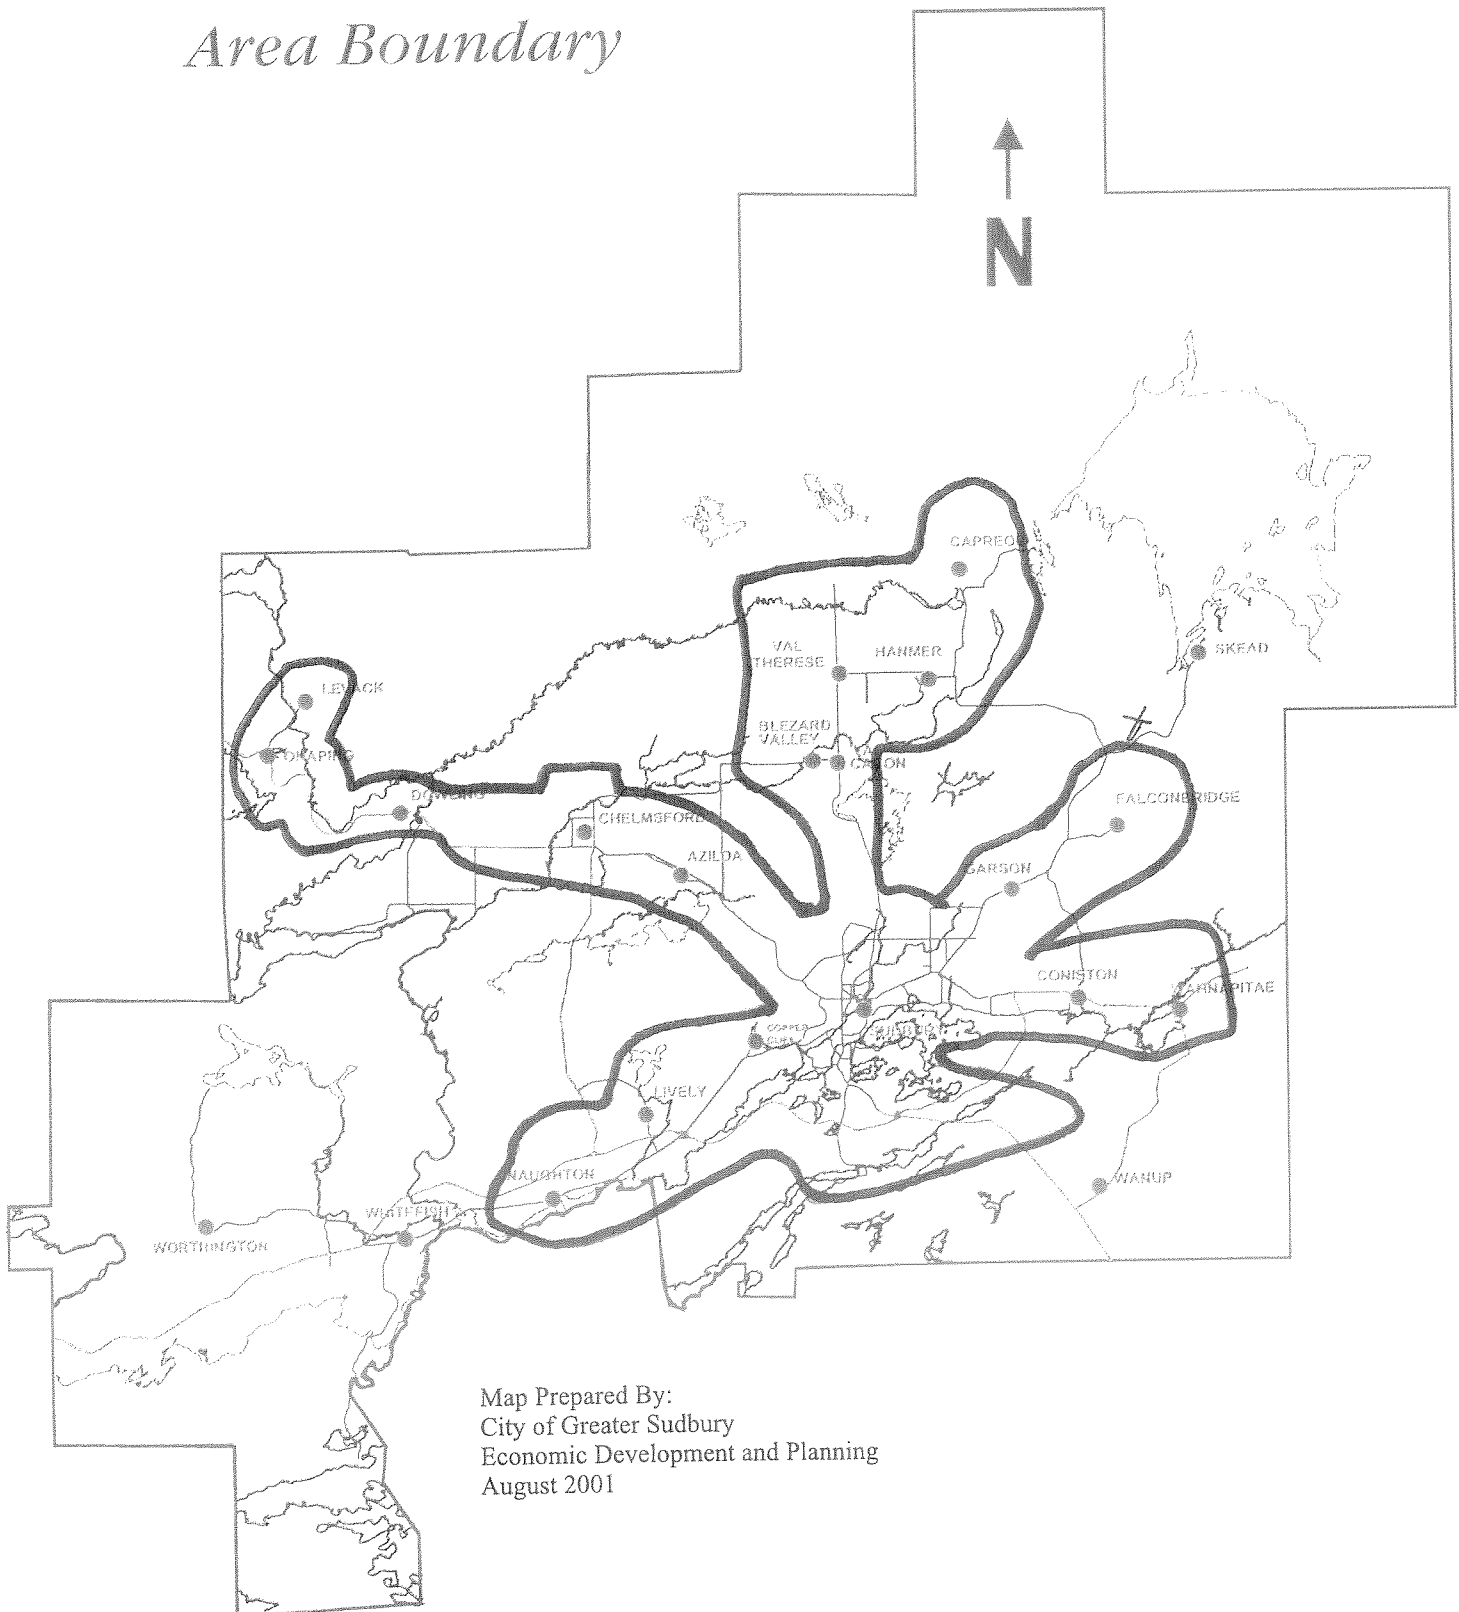 Area Boundary
N
CAPREOL
VAL
THERESE
HANMER
SKEAD
LEVACK
BLEZARD
VALLEY
VAL
CARON
ONAPING
DOWLING
CHELMSFORD
FALCONBRIDGE
AZILDA
GARSON
CONISTON
WAHNAPITAE
COPPER
CLIFF
SUDBURY
LIVELY
NAUGHTON
WANUP
WHITEFISH
WORTHINGTON
Map Prepared By:
City of Greater Sudbury
Economic Development and Planning
August 2001